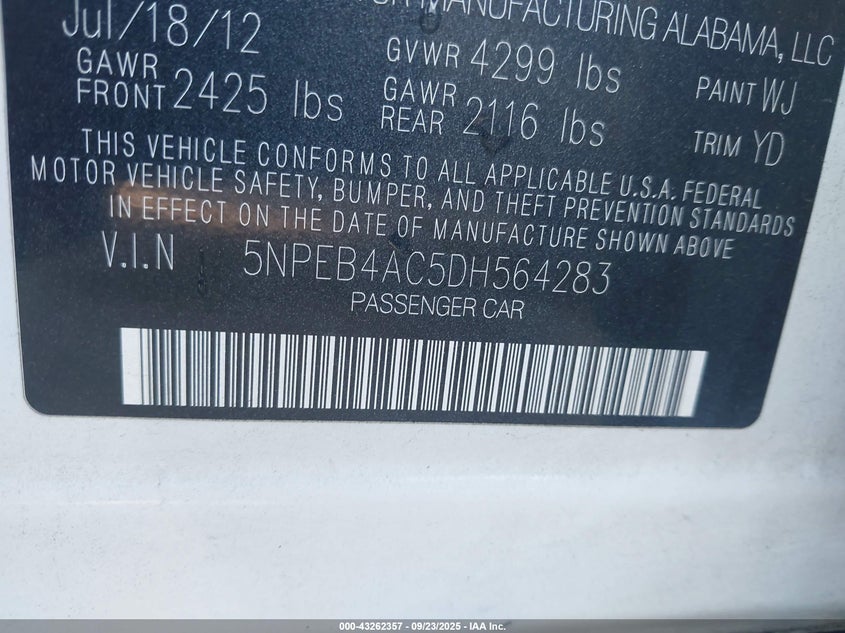 MANUFACTURING ALABAMA, LLC
Jul/18/12 GVWR 4299 lbs PAINT WJ
GAWR FRONT 2425 lbs GAWR REAR 2116 lbs TRIM YD
THIS VEHICLE CONFORMS TO ALL APPLICABLE U.S.A. FEDERAL
MOTOR VEHICLE SAFETY, BUMPER, AND THEFT PREVENTION STANDARDS
IN EFFECT ON THE DATE OF MANUFACTURE SHOWN ABOVE
V.I.N 5NPEB4AC5DH564283
PASSENGER CAR
000-43262357 - 09/23/2025 - IAA Inc.